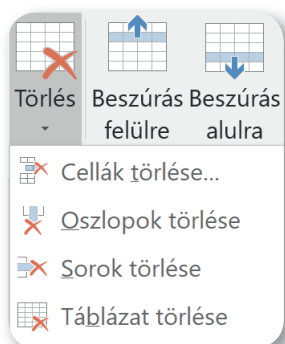 Törlés Beszúrás Beszúrás
felülre alulra
Cellák törlése...
Oszlopok törlése
Sorok törlése
Táblázat törlése